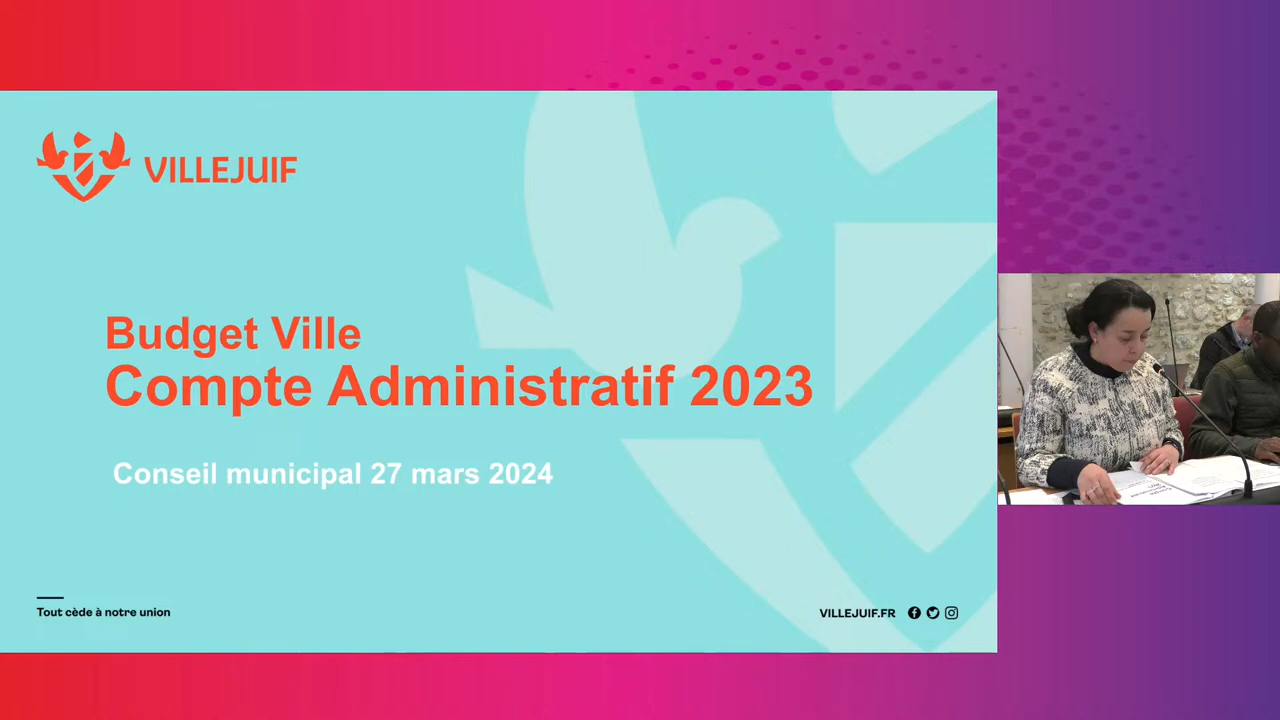 VILLEJUIF
Budget Ville
Compte Administratif 2023
Conseil municipal 27 mars 2024
Tout cède à notre union
VILLEJUIF.FR